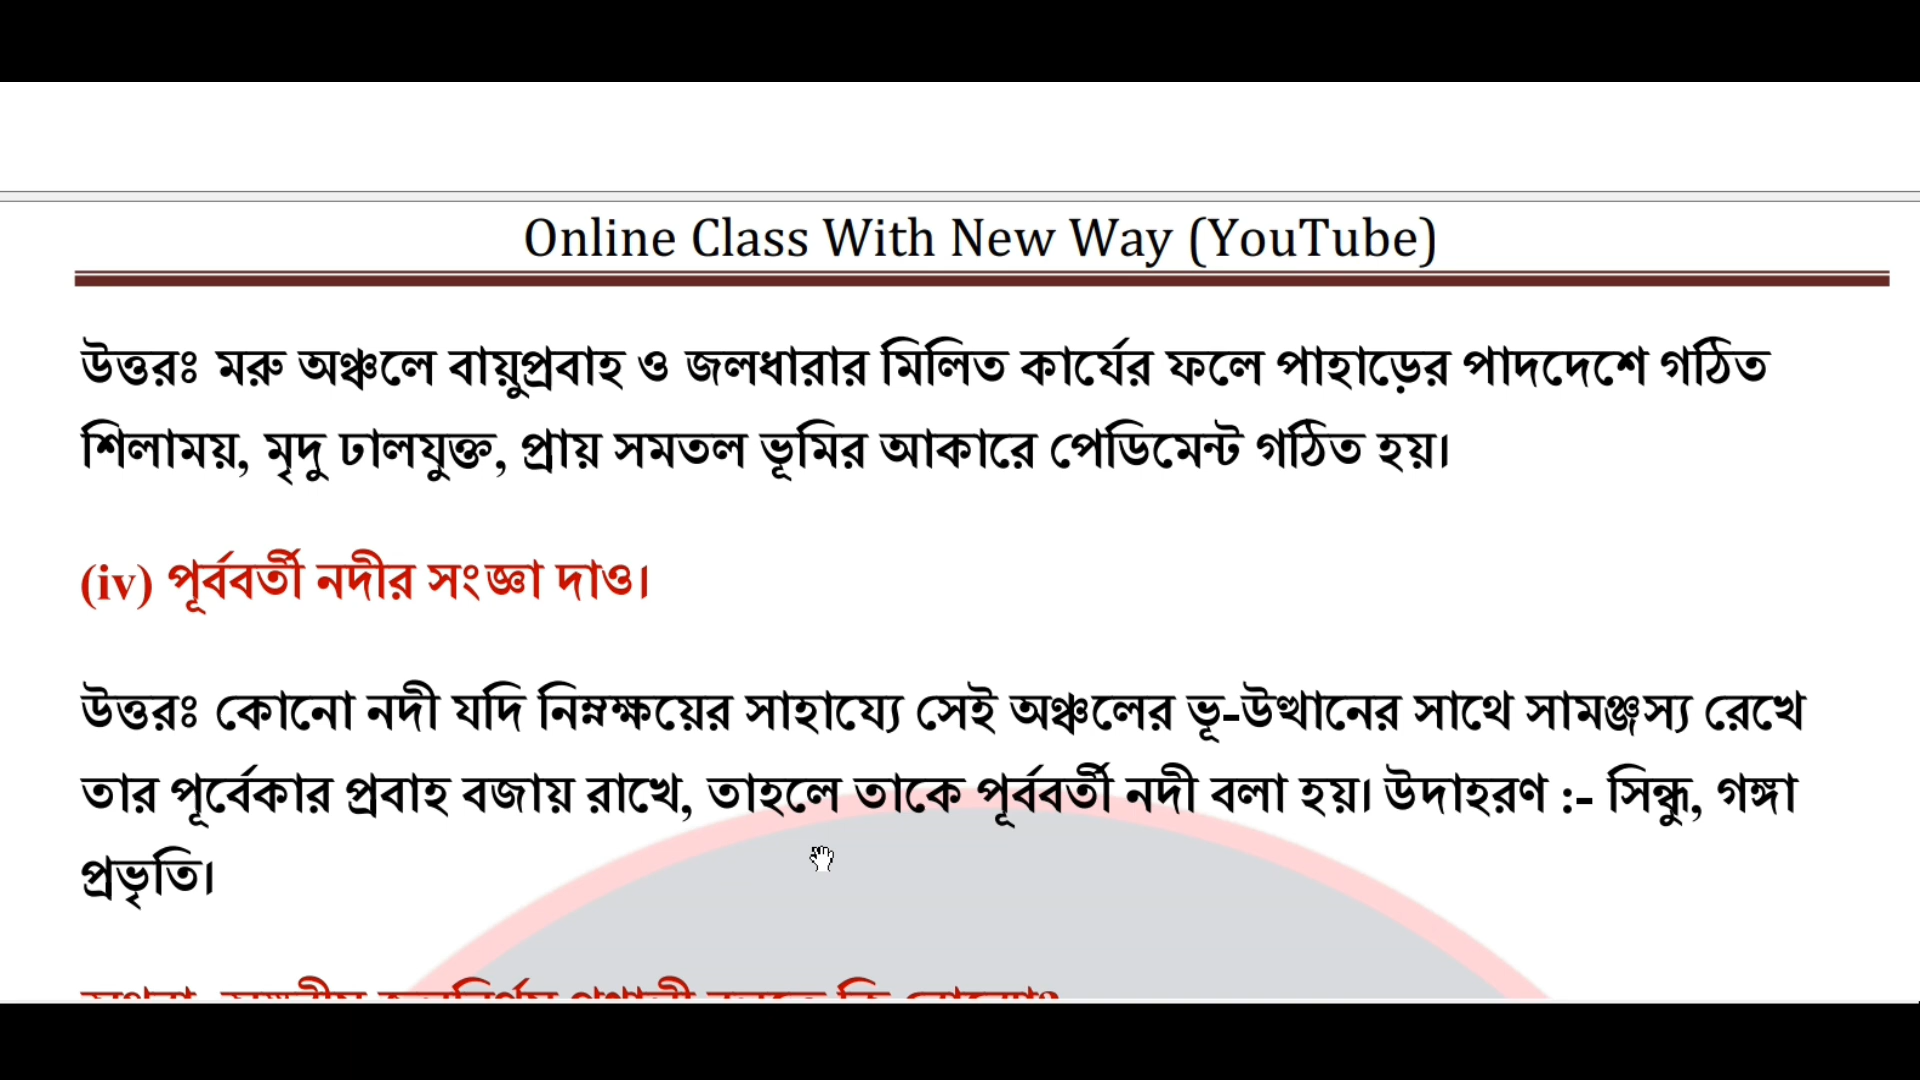 Online Class With New Way (YouTube)
উত্তরঃ মরু অঞ্চলে বায়ুপ্রবাহ ও জলধারার মিলিত কার্যের ফলে পাহাড়ের পাদদেশে গঠিত
শিলাময়, মৃদু ঢালযুক্ত, প্রায় সমতল ভূমির আকারে পেডিমেন্ট গঠিত হয়।
(iv) পূর্ববর্তী নদীর সংজ্ঞা দাও।
উত্তরঃ কোনো নদী যদি নিম্নক্ষয়ের সাহায্যে সেই অঞ্চলের ভূ-উত্থানের সাথে সামঞ্জস্য রেখে
তার পূর্বেকার প্রবাহ বজায় রাখে, তাহলে তাকে পূর্ববর্তী নদী বলা হয়। উদাহরণ :- সিন্ধু, গঙ্গা
প্রভৃতি।